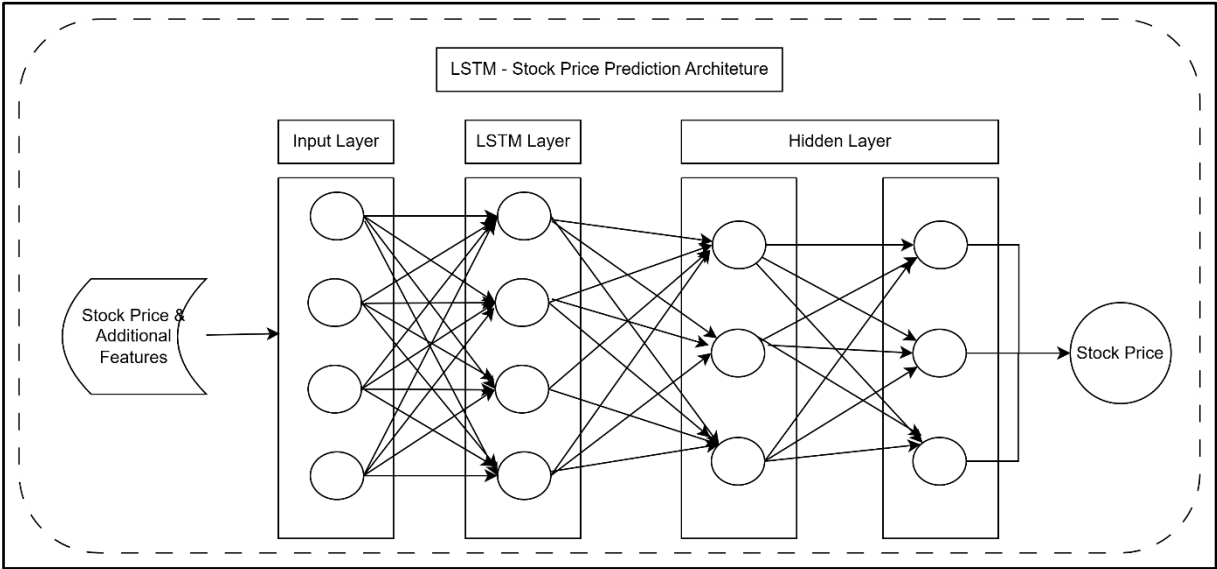 LSTM - Stock Price Prediction Architeture
Input Layer
LSTM Layer
Hidden Layer
Stock Price &
Additional
Features
Stock Price